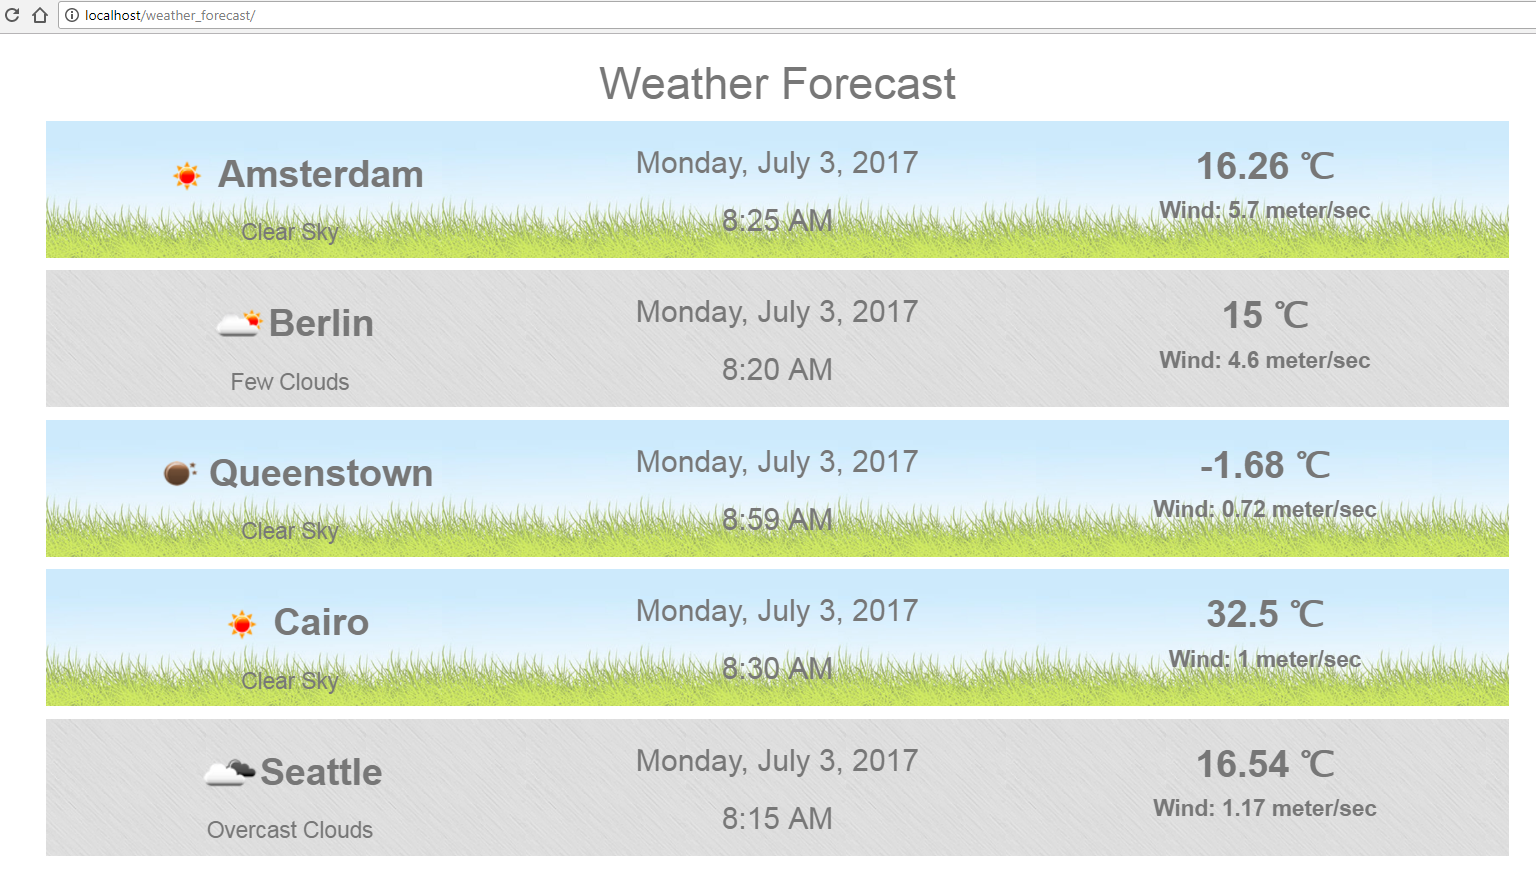 localhost/weather_forecast/
Weather Forecast
Amsterdam
Clear Sky
Monday, July 3, 2017
8:25 AM
16.26 ℃
Wind: 5.7 meter/sec
Berlin
Few Clouds
Monday, July 3, 2017
8:20 AM
15 ℃
Wind: 4.6 meter/sec
Queenstown
Clear Sky
Monday, July 3, 2017
8:59 AM
-1.68 ℃
Wind: 0.72 meter/sec
Cairo
Clear Sky
Monday, July 3, 2017
8:30 AM
32.5 ℃
Wind: 1 meter/sec
Seattle
Overcast Clouds
Monday, July 3, 2017
8:15 AM
16.54 ℃
Wind: 1.17 meter/sec